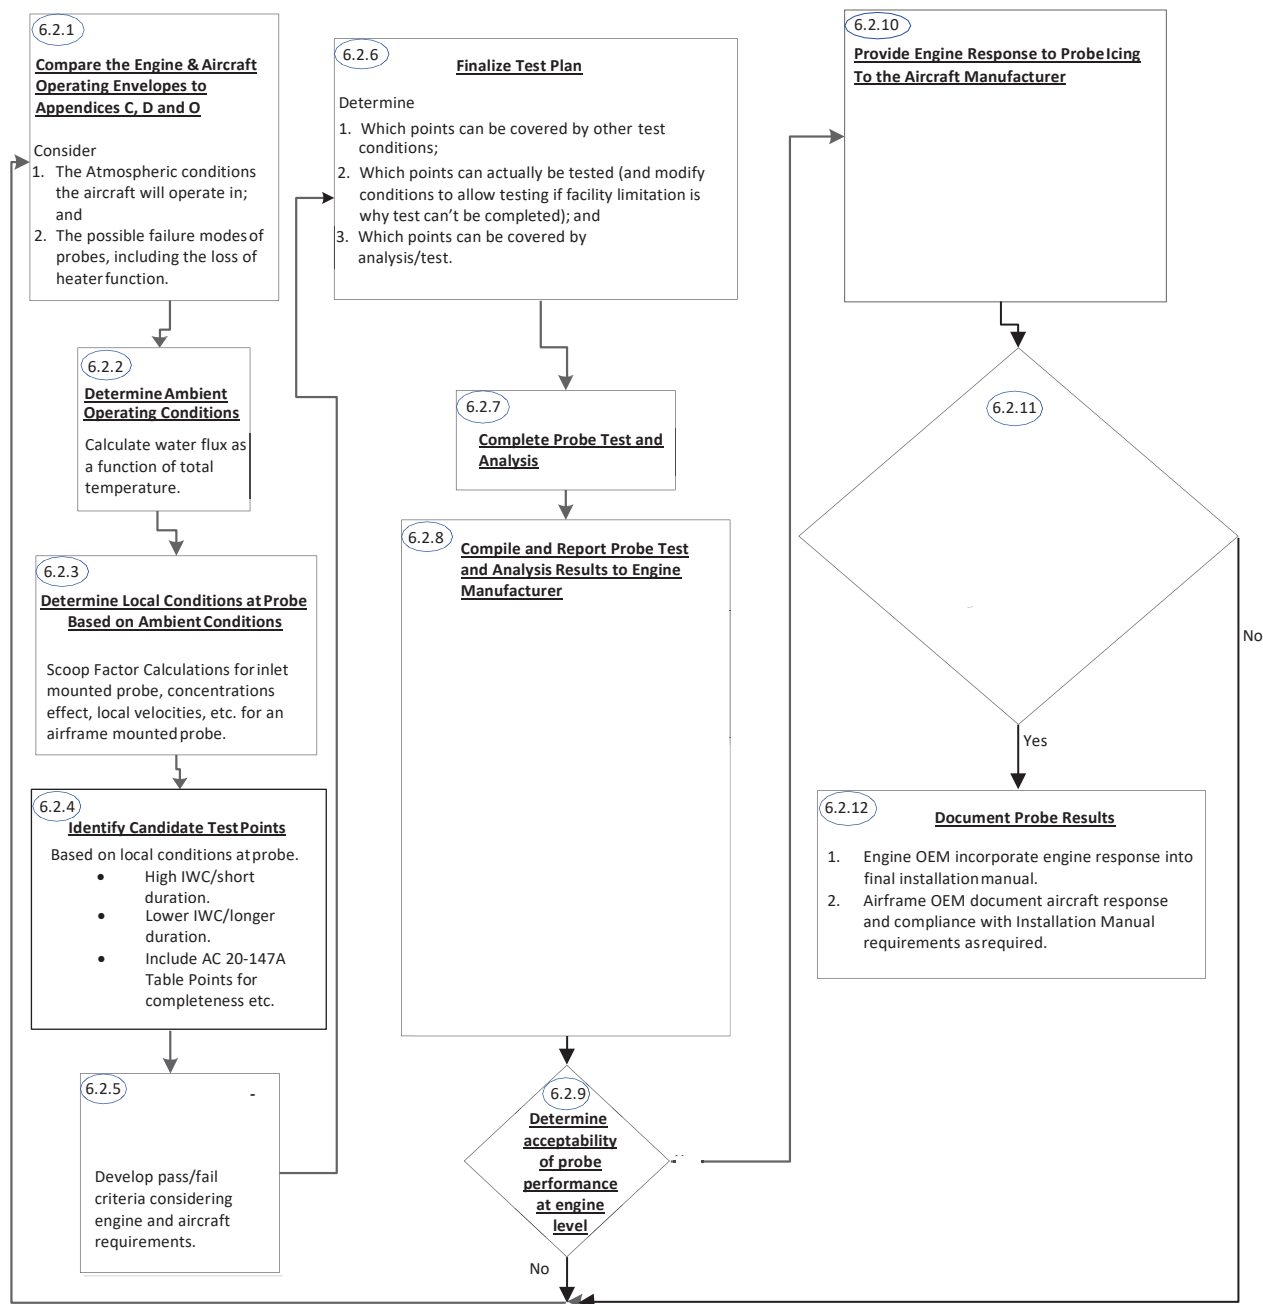 6.2.1
Compare the Engine & Aircraft
Operating Envelopes to
Appendices C, D and O
Consider
1. The Atmospheric conditions
the aircraft will operate in;
and
2. The possible failure modes of
probes, including the loss of
heater function.
6.2.2
Determine Ambient
Operating Conditions
Calculate water flux as
a function of total
temperature.
6.2.3
Determine Local Conditions at Probe
Based on Ambient Conditions
Scoop Factor Calculations for inlet
mounted probe, concentrations
effect, local velocities, etc. for an
airframe mounted probe.
6.2.4
Identify Candidate Test Points
Based on local conditions at probe.
• High IWC/short
duration.
• Lower IWC/longer
duration.
• Include AC 20-147A
Table Points for
completeness etc.
6.2.5
-
Develop pass/fail
criteria considering
engine and aircraft
requirements.
6.2.6
Finalize Test Plan
Determine
1. Which points can be covered by other test
conditions;
2. Which points can actually be tested (and modify
conditions to allow testing if facility limitation is
why test can't be completed); and
3. Which points can be covered by
analysis/test.
6.2.7
Complete Probe Test and
Analysis
6.2.8
Compile and Report Probe Test
and Analysis Results to Engine
Manufacturer
6.2.9
Determine
acceptability
of probe
performance
at engine
level
No
6.2.10
Provide Engine Response to Probe Icing
To the Aircraft Manufacturer
6.2.11
No
Yes
6.2.12
Document Probe Results
1. Engine OEM incorporate engine response into
final installation manual.
2. Airframe OEM document aircraft response
and compliance with Installation Manual
requirements as required.